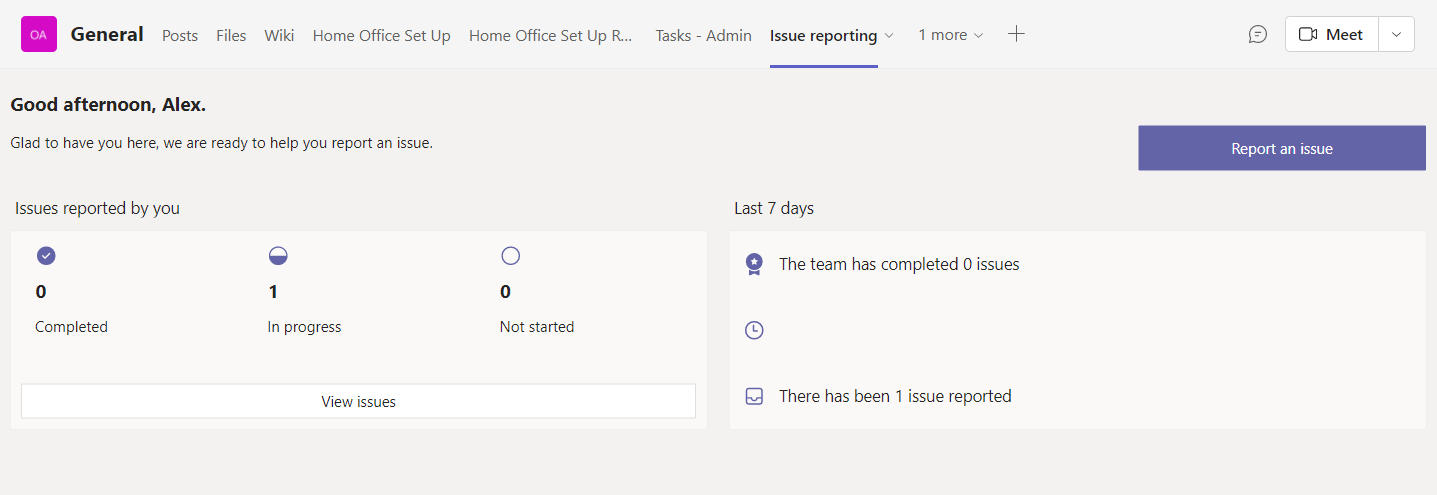 OA General Posts Files Wiki Home Office Set Up Home Office Set Up R... Tasks - Admin Issue reporting 1 more Meet
Good afternoon, Alex.
Glad to have you here, we are ready to help you report an issue.
Report an issue
Issues reported by you
0 1 0
Completed In progress Not started
View issues
Last 7 days
The team has completed 0 issues
There has been 1 issue reported